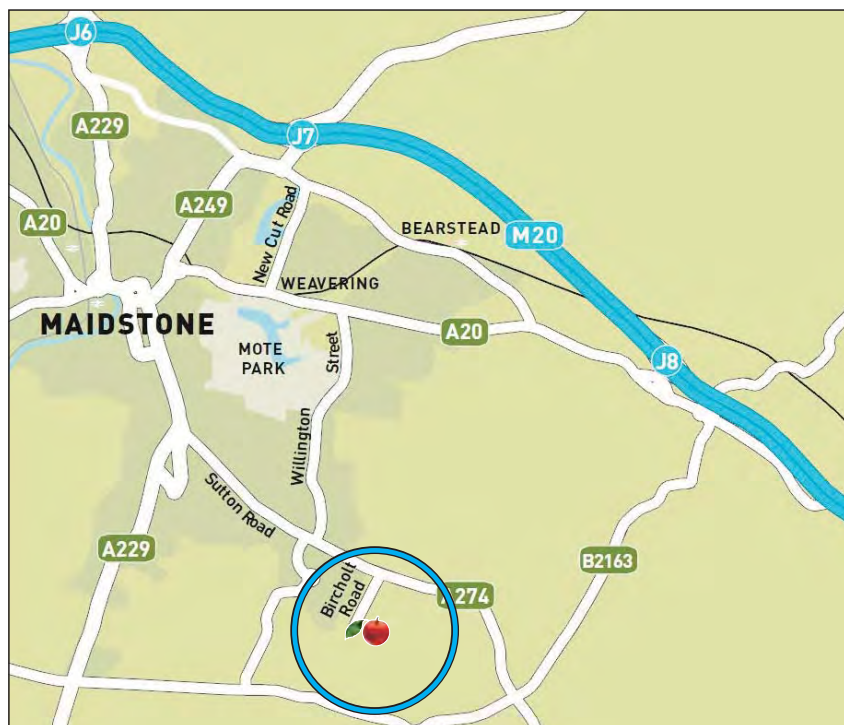 J6
A229
J7
A249
A20
New Cut Road
BEARSTEAD
M20
WEAVERING
MAIDSTONE
MOTE
PARK
Willington
Street
A20
J8
Sutton Road
A229
Bircholt
Road
B2163
A274